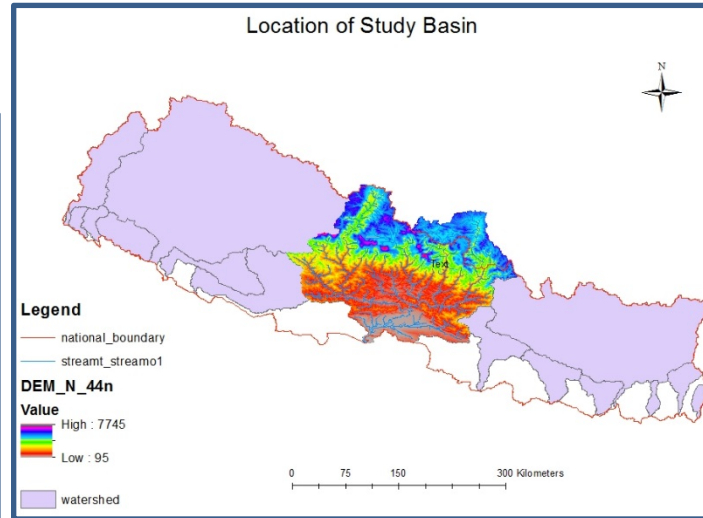 Location of Study Basin
N
Text
Legend
national_boundary
streamt_streamo1
DEM_N_44n
Value
High : 7745
Low : 95
watershed
0 75 150 300 Kilometers